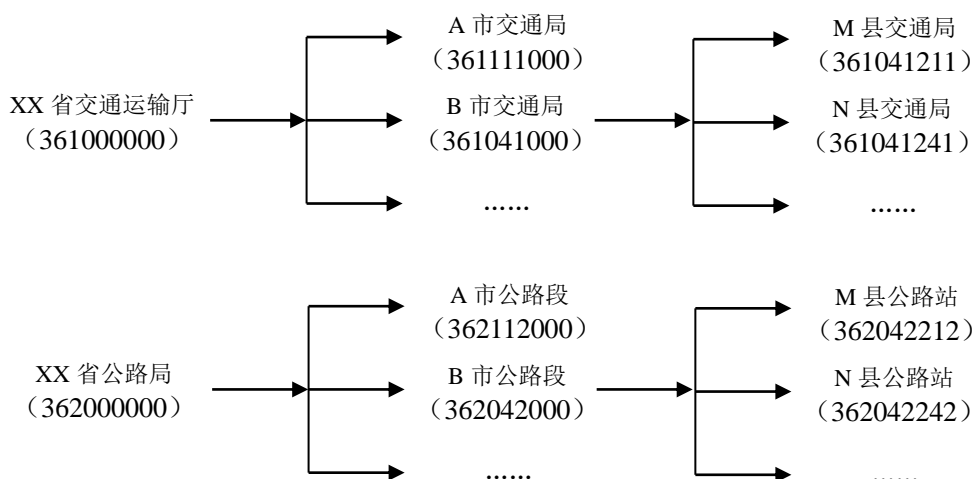 A 市交通局
（361111000）
M 县交通局
（361041211）
XX 省交通运输厅
（361000000）
B 市交通局
（361041000）
N 县交通局
（361041241）
……
……
A 市公路段
（362112000）
M 县公路站
（362042212）
XX 省公路局
（362000000）
B 市公路段
（362042000）
N 县公路站
（362042242）
……
……